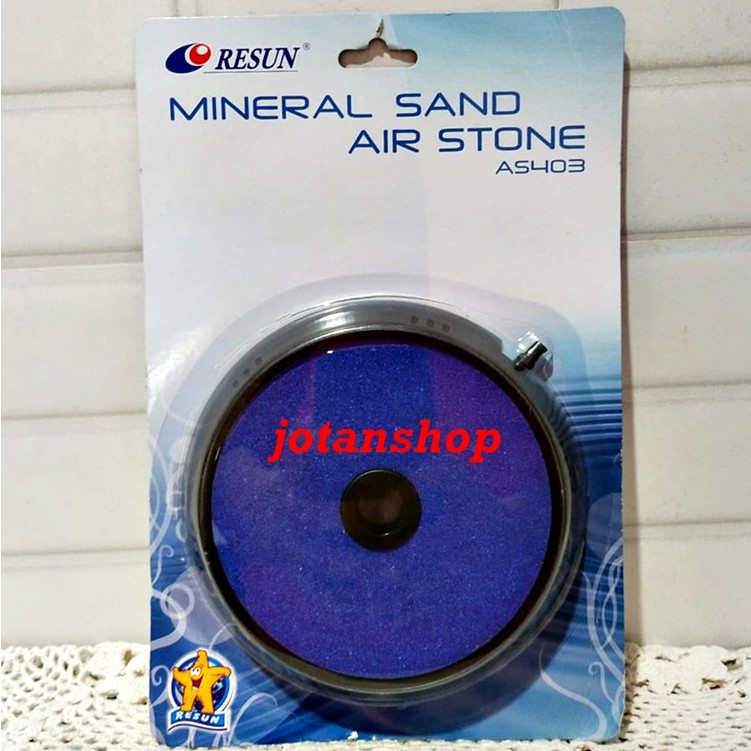 RESUN®
MINERAL SAND
AIR STONE
AS403
jotanshop
RESUN